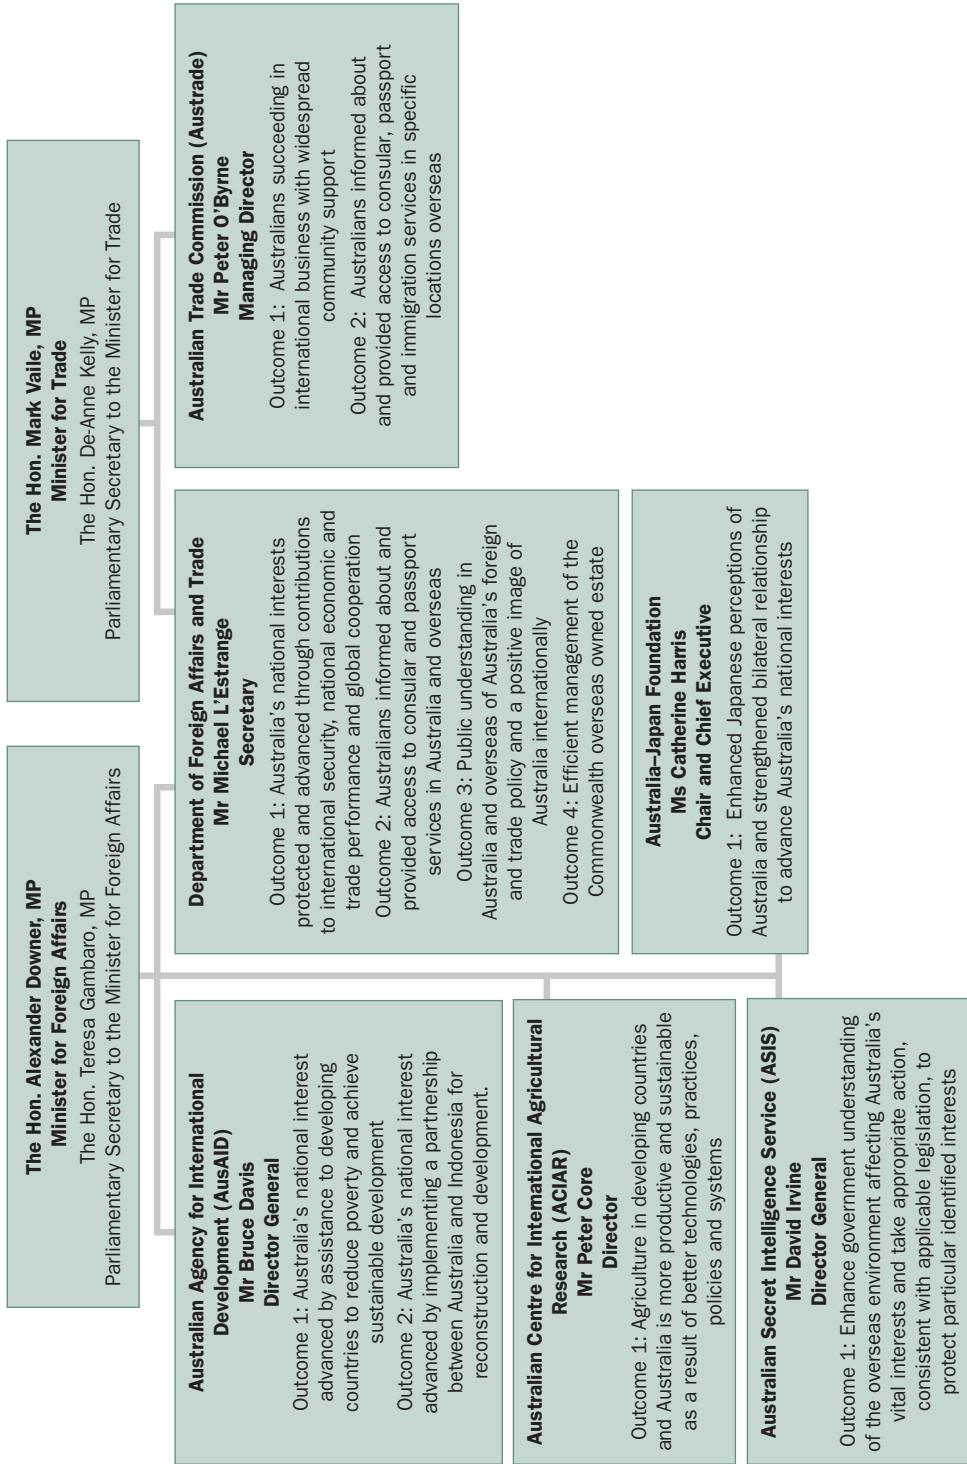 The Hon. Alexander Downer, MP
Minister for Foreign Affairs
The Hon. Teresa Gambaro, MP
Parliamentary Secretary to the Minister for Foreign Affairs
The Hon. Mark Vaile, MP
Minister for Trade
The Hon. De-Anne Kelly, MP
Parliamentary Secretary to the Minister for Trade
Australian Agency for International
Development (AusAID)
Mr Bruce Davis
Director General
Outcome 1: Australia's national interest
advanced by assistance to developing
countries to reduce poverty and achieve
sustainable development
Outcome 2: Australia's national interest
advanced by implementing a partnership
between Australia and Indonesia for
reconstruction and development.
Department of Foreign Affairs and Trade
Mr Michael L'Estrange
Secretary
Outcome 1: Australia's national interests
protected and advanced through contributions
to international security, national economic and
trade performance and global cooperation
Outcome 2: Australians informed about and
provided access to consular and passport
services in Australia and overseas
Outcome 3: Public understanding in
Australia and overseas of Australia's foreign
and trade policy and a positive image of
Australia internationally
Outcome 4: Efficient management of the
Commonwealth overseas owned estate
Australian Trade Commission (Austrade)
Mr Peter O'Byrne
Managing Director
Outcome 1: Australians succeeding in
international business with widespread
community support
Outcome 2: Australians informed about
and provided access to consular, passport
and immigration services in specific
locations overseas
Australian Centre for International Agricultural
Research (ACIAR)
Mr Peter Core
Director
Outcome 1: Agriculture in developing countries
and Australia is more productive and sustainable
as a result of better technologies, practices,
policies and systems
Australia–Japan Foundation
Ms Catherine Harris
Chair and Chief Executive
Outcome 1: Enhanced Japanese perceptions of
Australia and strengthened bilateral relationship
to advance Australia's national interests
Australian Secret Intelligence Service (ASIS)
Mr David Irvine
Director General
Outcome 1: Enhance government understanding
of the overseas environment affecting Australia's
vital interests and take appropriate action,
consistent with applicable legislation, to
protect particular identified interests